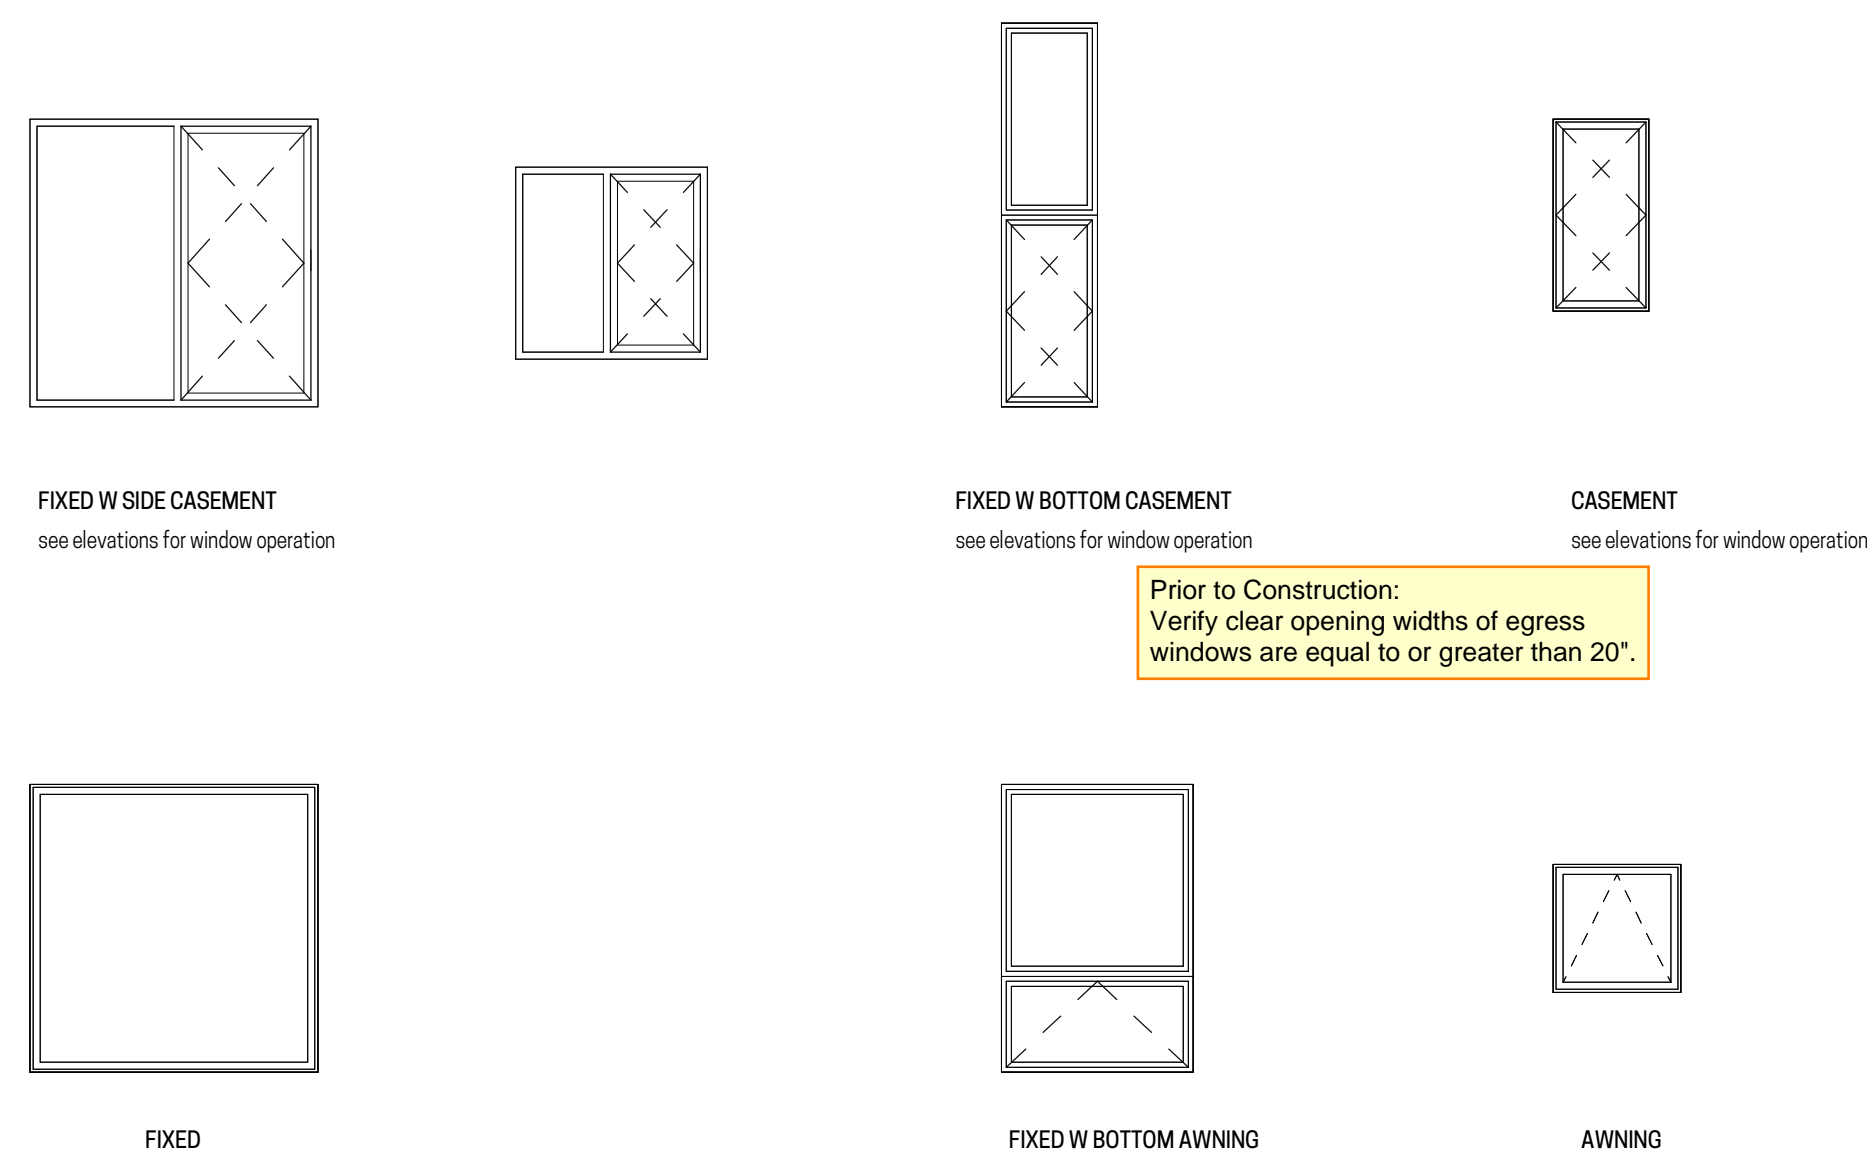 FIXED W SIDE CASEMENT
see elevations for window operation
FIXED W BOTTOM CASEMENT
see elevations for window operation
CASEMENT
see elevations for window operation
Prior to Construction:
Verify clear opening widths of egress
windows are equal to or greater than 20".
FIXED
FIXED W BOTTOM AWNING
AWNING